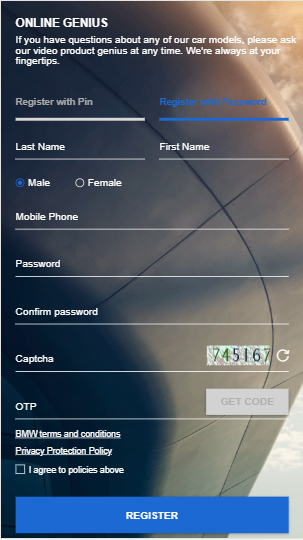 ONLINE GENIUS
If you have questions about any of our car models, please ask
our video product genius at any time. We're always at your
fingertips.
Register with Pin Register with Password
Last Name First Name
Male Female
Mobile Phone
Password
Confirm password
Captcha 745167
OTP GET CODE
BMW terms and conditions
Privacy Protection Policy
I agree to policies above
REGISTER